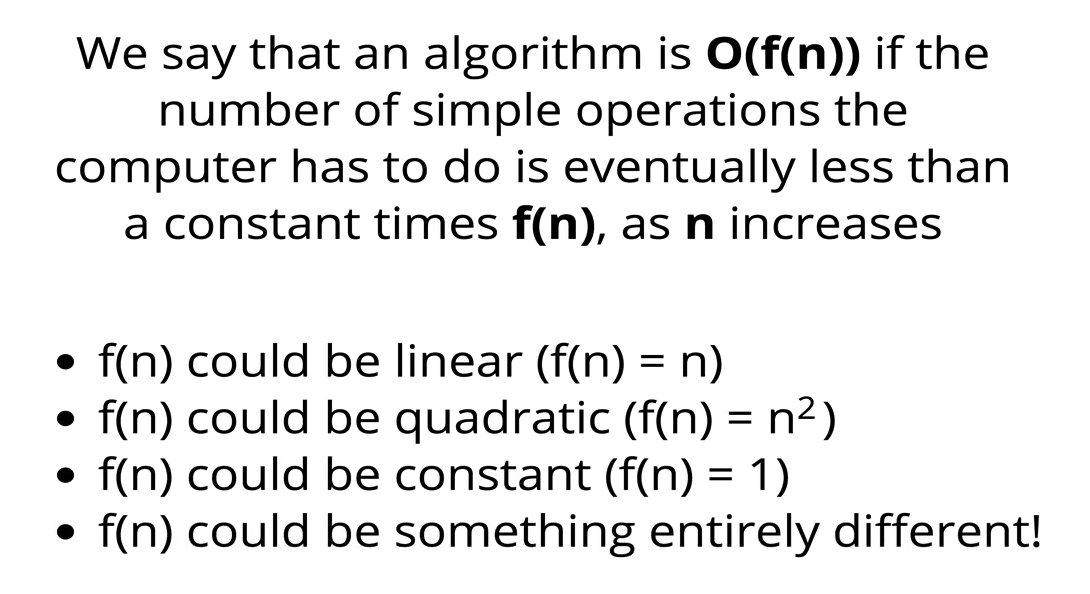 We say that an algorithm is O(f(n)) if the
number of simple operations the
computer has to do is eventually less than
a constant times f(n), as n increases
• f(n) could be linear (f(n) = n)
• f(n) could be quadratic (f(n) = n²)
• f(n) could be constant (f(n) = 1)
• f(n) could be something entirely different!